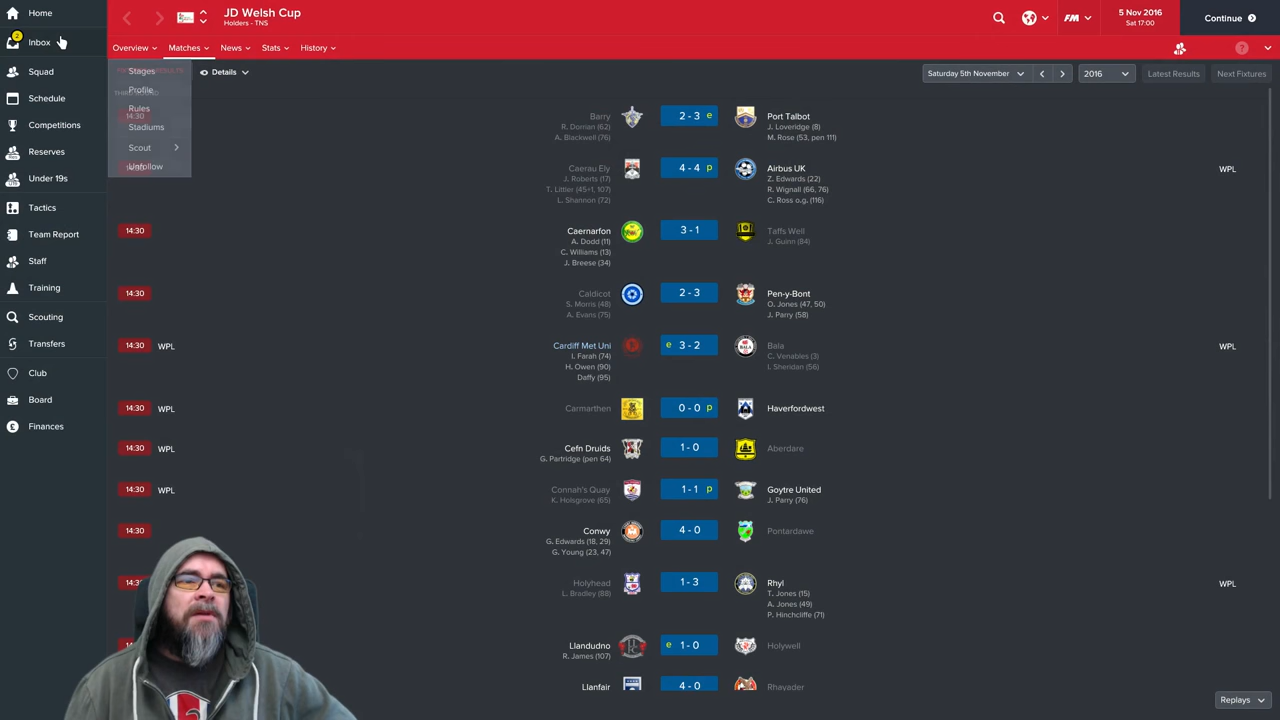 Home
JD Welsh Cup
Holders - TNS
FM
5 Nov 2016
Sat 17:00
Continue
2
Inbox
Overview
Matches
News
Stats
History
?
Squad
Stages
Details
Saturday 5th November
2016
Latest Results
Next Fixtures
Schedule
Profile
Rules
Competitions
Stadiums
Reserves
Scout
Unfollow
Under 19s
Tactics
Team Report
Staff
Training
Scouting
Transfers
Club
Board
Finances
Barry 2 - 3 e Port Talbot
R. Dorrian (62) J. Loveridge (8)
A. Blackwell (76) M. Rose (53, pen 111)
Caerau Ely 4 - 4 p Airbus UK WPL
J. Roberts (17) Z. Edwards (22)
T. Littler (45+1, 107) R. Wignall (66, 76)
L. Shannon (72) C. Ross o.g. (116)
14:30 Caernarfon 3 - 1 Taffs Well
A. Dodd (11) J. Guinn (84)
C. Williams (13)
J. Breese (34)
14:30 Caldicot 2 - 3 Pen-y-Bont
S. Morris (48) O. Jones (47, 50)
A. Evans (75) J. Parry (58)
14:30 WPL Cardiff Met Uni e 3 - 2 Bala WPL
I. Farah (74) C. Venables (3)
H. Owen (90) I. Sheridan (56)
Daffy (95)
14:30 WPL Carmarthen 0 - 0 p Haverfordwest
14:30 WPL Cefn Druids 1 - 0 Aberdare
G. Partridge (pen 64)
14:30 WPL Connah's Quay 1 - 1 p Goytre United
K. Holsgrove (65) J. Parry (76)
14:30 Conwy 4 - 0 Pontardawe
G. Edwards (18, 29)
G. Young (23, 47)
Holyhead 1 - 3 Rhyl WPL
L. Bradley (88) T. Jones (15)
A. Jones (49)
P. Hinchcliffe (71)
Llandudno e 1 - 0 Holywell
R. James (107)
Llanfair 4 - 0 Rhayader
Replays